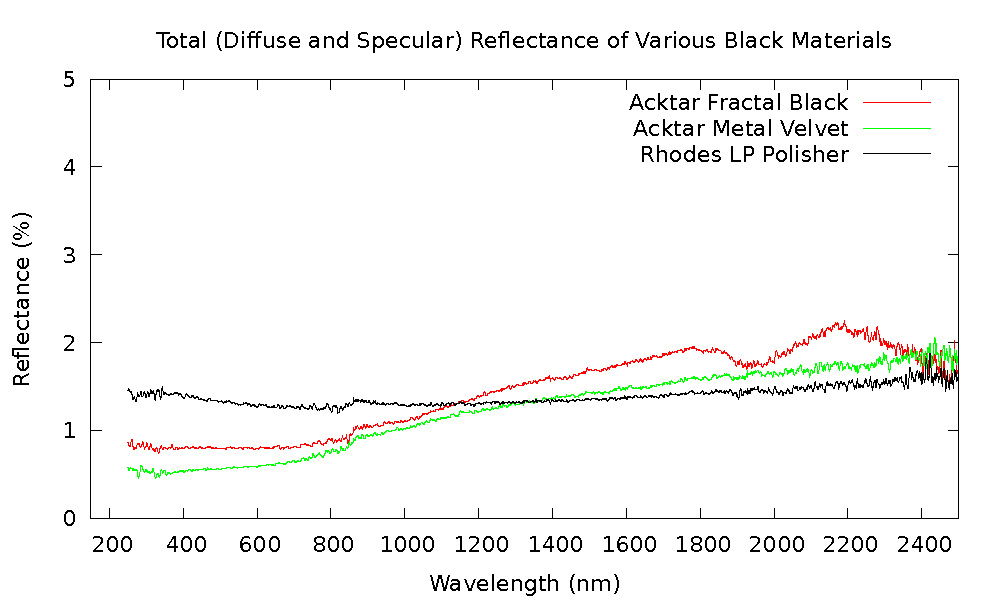 Total (Diffuse and Specular) Reflectance of Various Black Materials
5
4
3
2
1
0
Reflectance (%)
Acktar Fractal Black
Acktar Metal Velvet
Rhodes LP Polisher
200 400 600 800 1000 1200 1400 1600 1800 2000 2200 2400
Wavelength (nm)